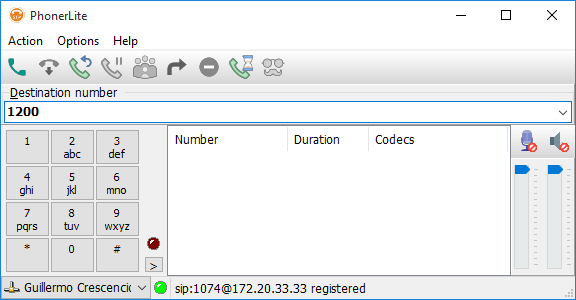 PhonerLite
Action Options Help
Destination number
1200
1 2 3
abc def
4 5 6
ghi jkl mno
7 8 9
pqrs tuv wxyz
* 0 #
>
Number Duration Codecs
Guillermo Crescencio
sip:1074@172.20.33.33 registered